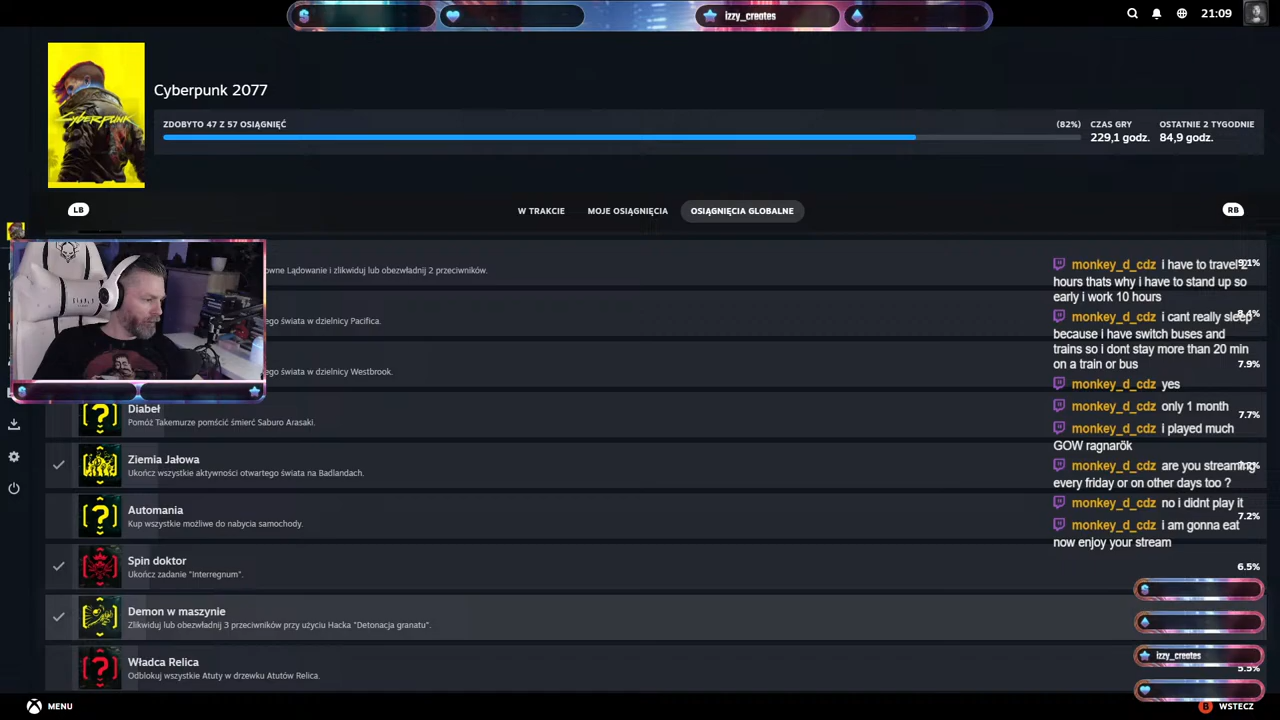 izzy_creates
21:09
CYBERPUNK
Cyberpunk 2077
ZDOBYTO 47 Z 57 OSIĄGNIĘĆ
(82%)
CZAS GRY
229,1 godz.
OSTATNIE 2 TYGODNIE
84,9 godz.
LB
W TRAKCIE
MOJE OSIĄGNIĘCIA
OSIĄGNIĘCIA GLOBALNE
RB
Lądowanie i zlikwiduj lub obezwładnij 2 przeciwników.
świata w dzielnicy Pacifica.
świata w dzielnicy Westbrook.
7.9%
Diabeł
Pomóż Takemurze pomścić śmierć Saburo Arasaki.
7.7%
Ziemia Jałowa
Ukończ wszystkie aktywności otwartego świata na Badlandach.
Automania
Kup wszystkie możliwe do nabycia samochody.
7.2%
Spin doktor
Ukończ zadanie "Interregnum".
6.5%
Demon w maszynie
Zlikwiduj lub obezwładnij 3 przeciwników przy użyciu Hacka "Detonacja granatu".
Władca Relica
Odblokuj wszystkie Atuty w drzewku Atutów Relica.
5.5%
monkey_d_cdz i have to travel 2
hours thats why i have to stand up so
early i work 10 hours
monkey_d_cdz i cant really sleep
because i have switch buses and
trains so i dont stay more than 20 min
on a train or bus
monkey_d_cdz yes
monkey_d_cdz only 1 month
monkey_d_cdz i played much
GOW ragnarök
monkey_d_cdz are you streaming
every friday or on other days too ?
monkey_d_cdz no i didnt play it
monkey_d_cdz i am gonna eat
now enjoy your stream
izzy_creates
MENU
B WSTECZ